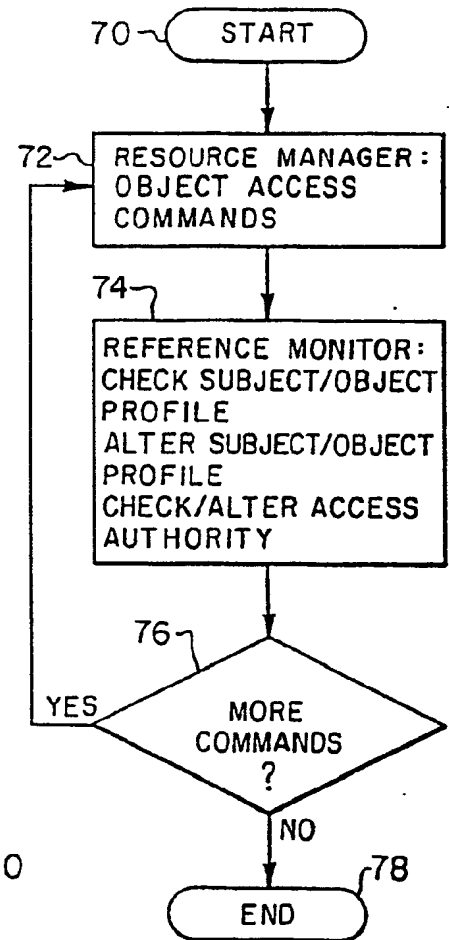 70
START
72
RESOURCE MANAGER:
OBJECT ACCESS
COMMANDS
74
REFERENCE MONITOR:
CHECK SUBJECT/OBJECT
PROFILE
ALTER SUBJECT/OBJECT
PROFILE
CHECK/ALTER ACCESS
AUTHORITY
76
YES
MORE
COMMANDS
?
NO
0
78
END